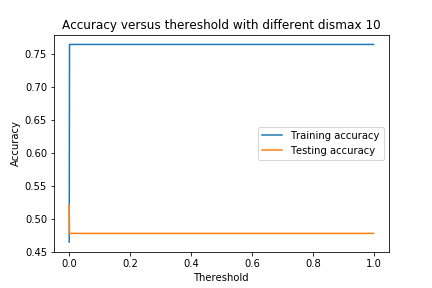 Accuracy versus thereshold with different dismax 10
Accuracy
0.75
0.70
0.65
0.60
0.55
0.50
0.45
Training accuracy
Testing accuracy
0.0 0.2 0.4 0.6 0.8 1.0
Thereshold